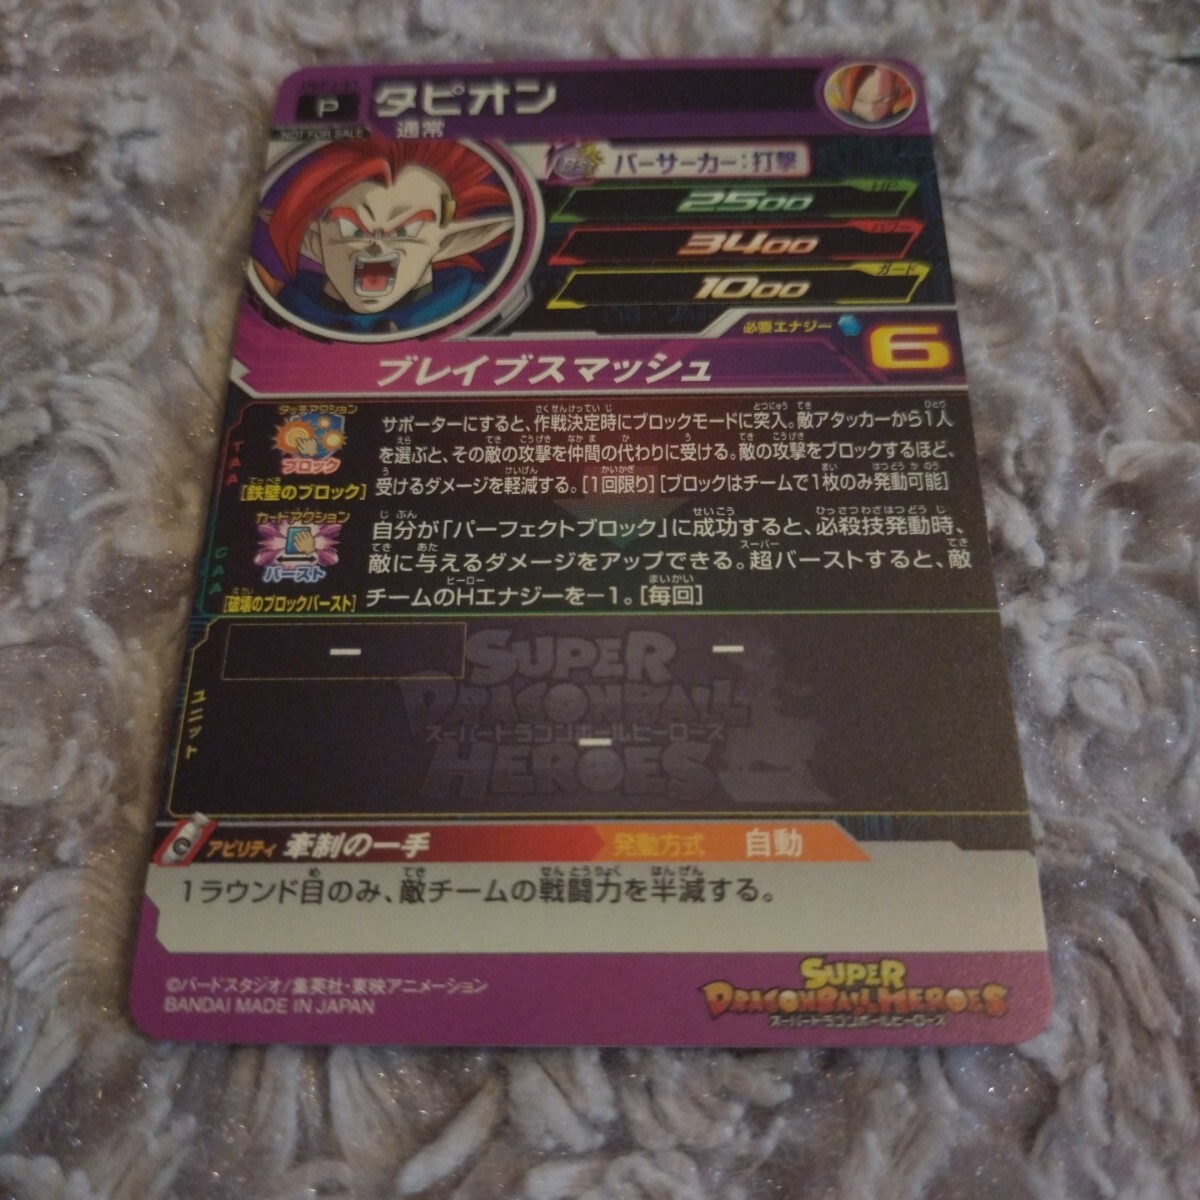 P
タピオン
NOT FOR SALE
通常
バーサーカー:打撃
HP
2500
パワー
3400
ガード
1000
必要エナジー
6
ブレイブスマッシュ
TAA
タッチアクション
ブロック
[鉄壁のブロック]
サポーターにすると、作戦決定時にブロックモードに突入。敵アタッカーから1人
を選ぶと、その敵の攻撃を仲間の代わりに受ける。敵の攻撃をブロックするほど、
受けるダメージを軽減する。[1回限り][ブロックはチームで1枚のみ発動可能]
CAA
カードアクション
バースト
[破壊のブロックバースト]
自分が「パーフェクトブロック」に成功すると、必殺技発動時、
敵に与えるダメージをアップできる。超バーストすると、敵
チームのHエナジーを−1。[毎回]
ユニット
ー
ー
ー
SUPER
DRAGONBALL
スーパードラゴンボールヒーローズ
HEROES
アビリティ 牽制の一手 発動方式 自動
1ラウンド目のみ、敵チームの戦闘力を半減する。
©バードスタジオ/集英社・東映アニメーション
BANDAI MADE IN JAPAN
SUPER
DRAGONBALL HEROES
スーパードラゴンボールヒーローズ